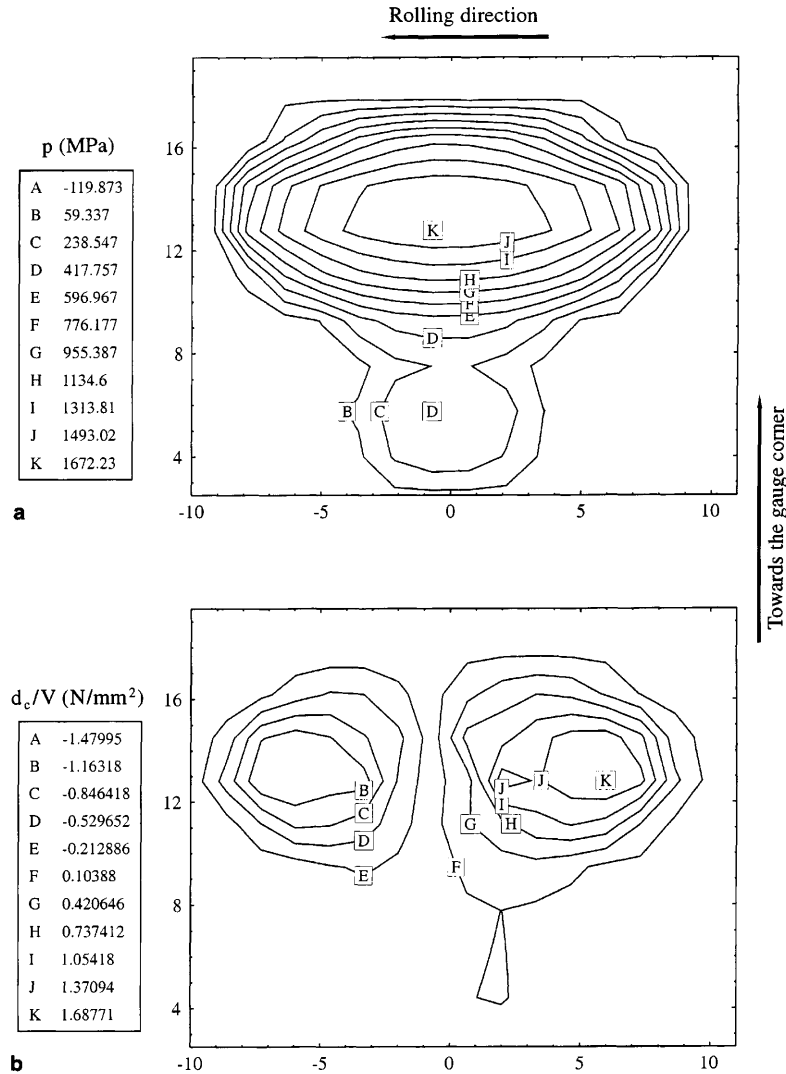 Rolling direction
p (MPa)
A -119.873
B 59.337
C 238.547
D 417.757
E 596.967
F 776.177
G 955.387
H 1134.6
I 1313.81
J 1493.02
K 1672.23
16
12
8
4
K
J
I
H
G
F
E
D
B C D
-10 -5 0 5 10
a
Towards the gauge corner
d_c/V (N/mm²)
A -1.47995
B -1.16318
C -0.846418
D -0.529652
E -0.212886
F 0.10388
G 0.420646
H 0.737412
I 1.05418
J 1.37094
K 1.68771
16
12
8
4
B
C
D
E
J K
J
I
G H
F
-10 -5 0 5 10
b